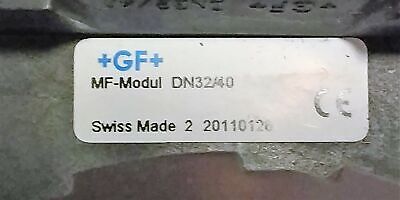 +GF+
MF-Modul DN32/40
CE
Swiss Made 2 20110126